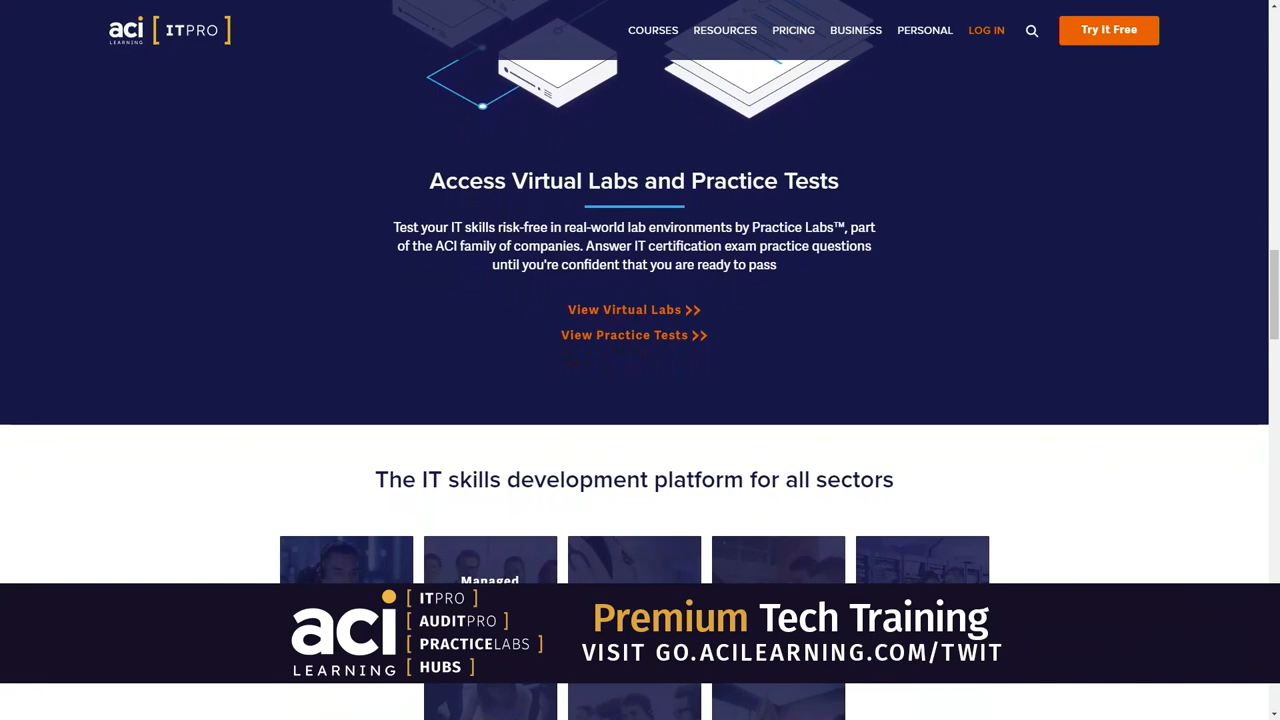 aci LEARNING [ ITPRO ]
COURSES RESOURCES PRICING BUSINESS PERSONAL LOG IN Try It Free
Access Virtual Labs and Practice Tests
Test your IT skills risk-free in real-world lab environments by Practice Labs™, part
of the ACI family of companies. Answer IT certification exam practice questions
until you're confident that you are ready to pass
View Virtual Labs >>
View Practice Tests >>
The IT skills development platform for all sectors
Managed
aci LEARNING
[ ITPRO ]
[ AUDITPRO ]
[ PRACTICELABS ]
[ HUBS ]
Premium Tech Training
VISIT GO.ACILEARNING.COM/TWIT